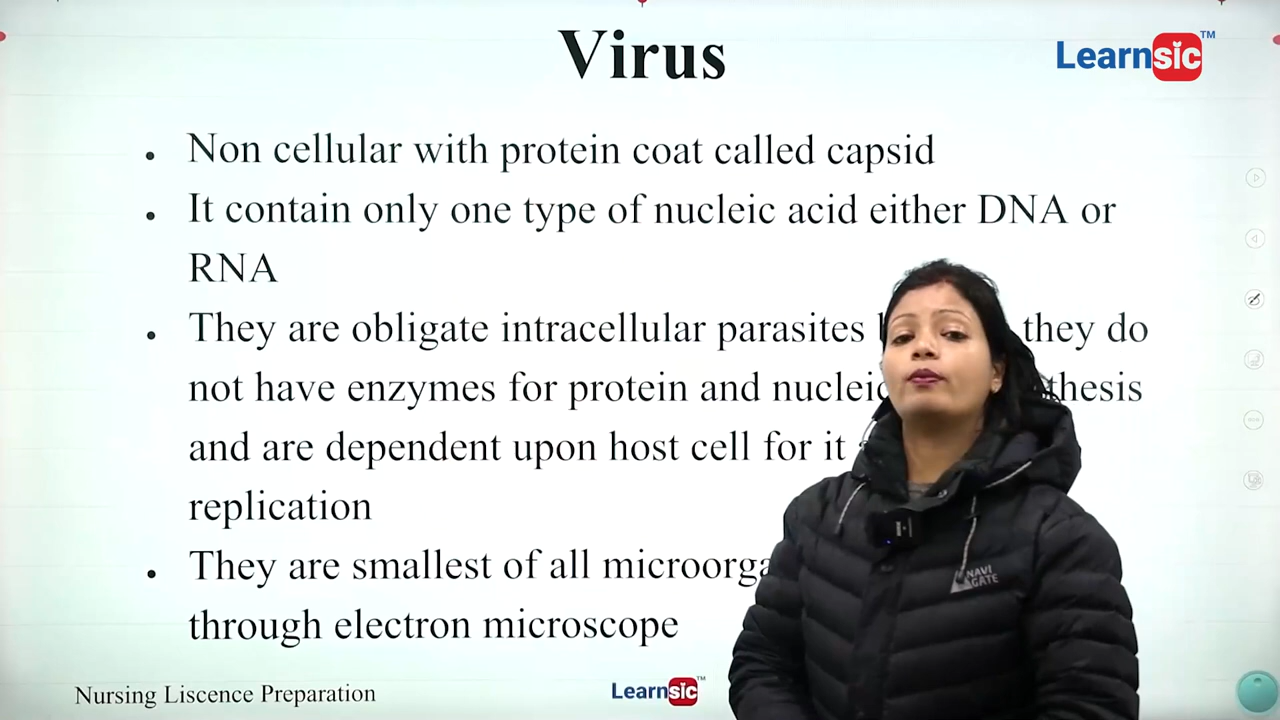 Virus
Learnsic™
• Non cellular with protein coat called capsid
• It contain only one type of nucleic acid either DNA or
RNA
• They are obligate intracellular parasites they do
not have enzymes for protein and nucleic
and are dependent upon host cell for it
replication
• They are smallest of all
through electron microscope
NAVI
GATE
Nursing Liscence Preparation
Learnsic™